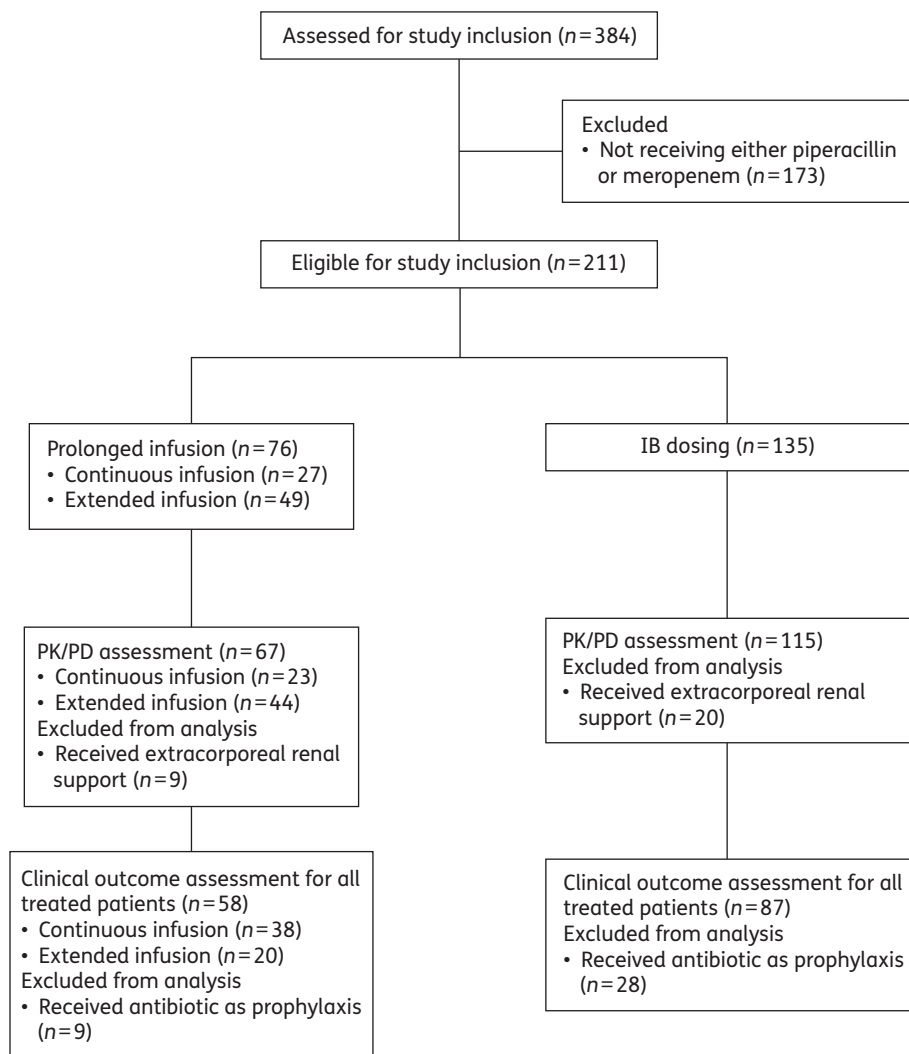 Assessed for study inclusion (n=384)
Excluded
• Not receiving either piperacillin
or meropenem (n=173)
Eligible for study inclusion (n=211)
Prolonged infusion (n=76)
• Continuous infusion (n=27)
• Extended infusion (n=49)
IB dosing (n=135)
PK/PD assessment (n=67)
• Continuous infusion (n=23)
• Extended infusion (n=44)
Excluded from analysis
• Received extracorporeal renal
support (n=9)
PK/PD assessment (n=115)
Excluded from analysis
• Received extracorporeal renal
support (n=20)
Clinical outcome assessment for all
treated patients (n=58)
• Continuous infusion (n=38)
• Extended infusion (n=20)
Excluded from analysis
• Received antibiotic as prophylaxis
(n=9)
Clinical outcome assessment for all
treated patients (n=87)
Excluded from analysis
• Received antibiotic as prophylaxis
(n=28)